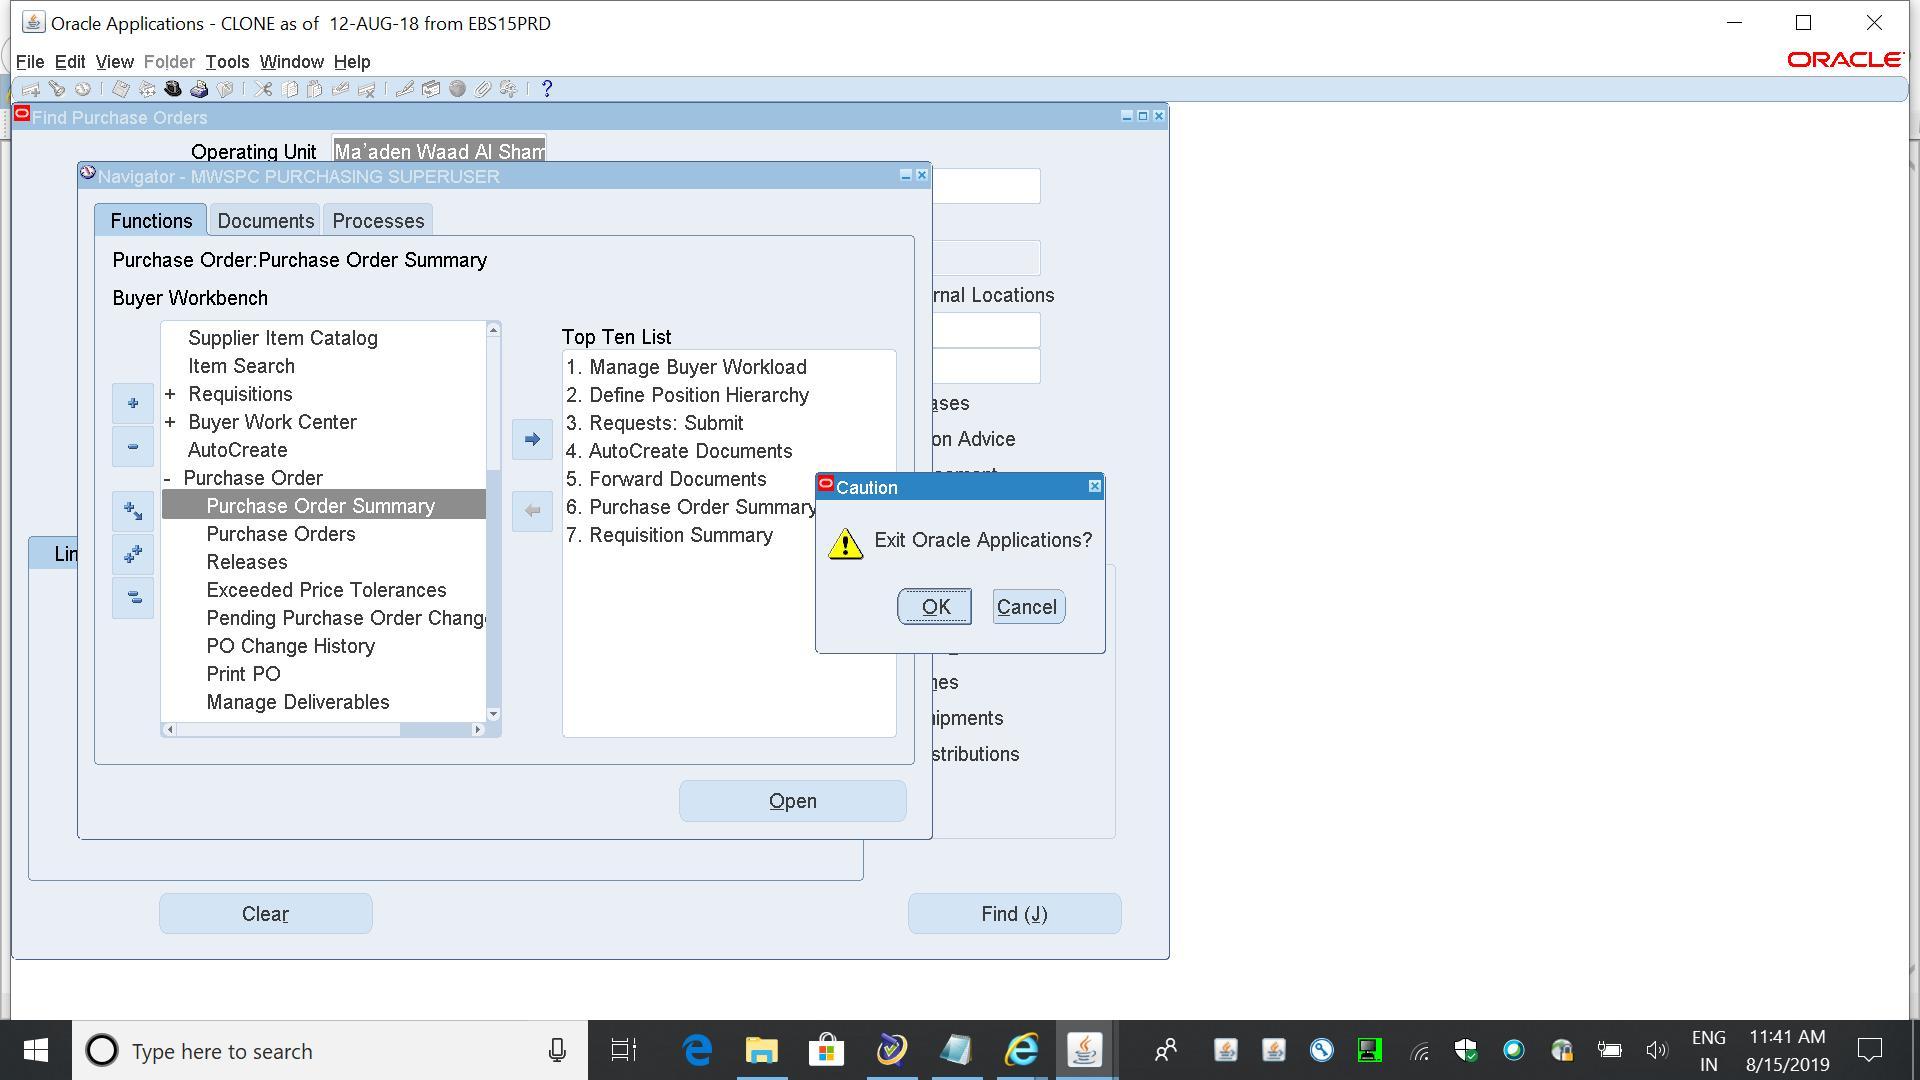 Oracle Applications - CLONE as of  12-AUG-18 from EBS15PRD
File Edit View Folder Tools Window Help
ORACLE
Find Purchase Orders
Operating Unit Ma'aden Waad Al Sham
Navigator - MWSPC PURCHASING SUPERUSER
Functions Documents Processes
Purchase Order:Purchase Order Summary
Buyer Workbench
Supplier Item Catalog
Item Search
+ Requisitions
+ Buyer Work Center
AutoCreate
- Purchase Order
Purchase Order Summary
Purchase Orders
Releases
Exceeded Price Tolerances
Pending Purchase Order Chang
PO Change History
Print PO
Manage Deliverables
Top Ten List
1. Manage Buyer Workload
2. Define Position Hierarchy
3. Requests: Submit
4. AutoCreate Documents
5. Forward Documents
6. Purchase Order Summary
7. Requisition Summary
Open
Caution
Exit Oracle Applications?
OK Cancel
rnal Locations
ases
on Advice
nes
ipments
stributions
Lin
Clear
Find (J)
Type here to search
ENG
IN
11:41 AM
8/15/2019